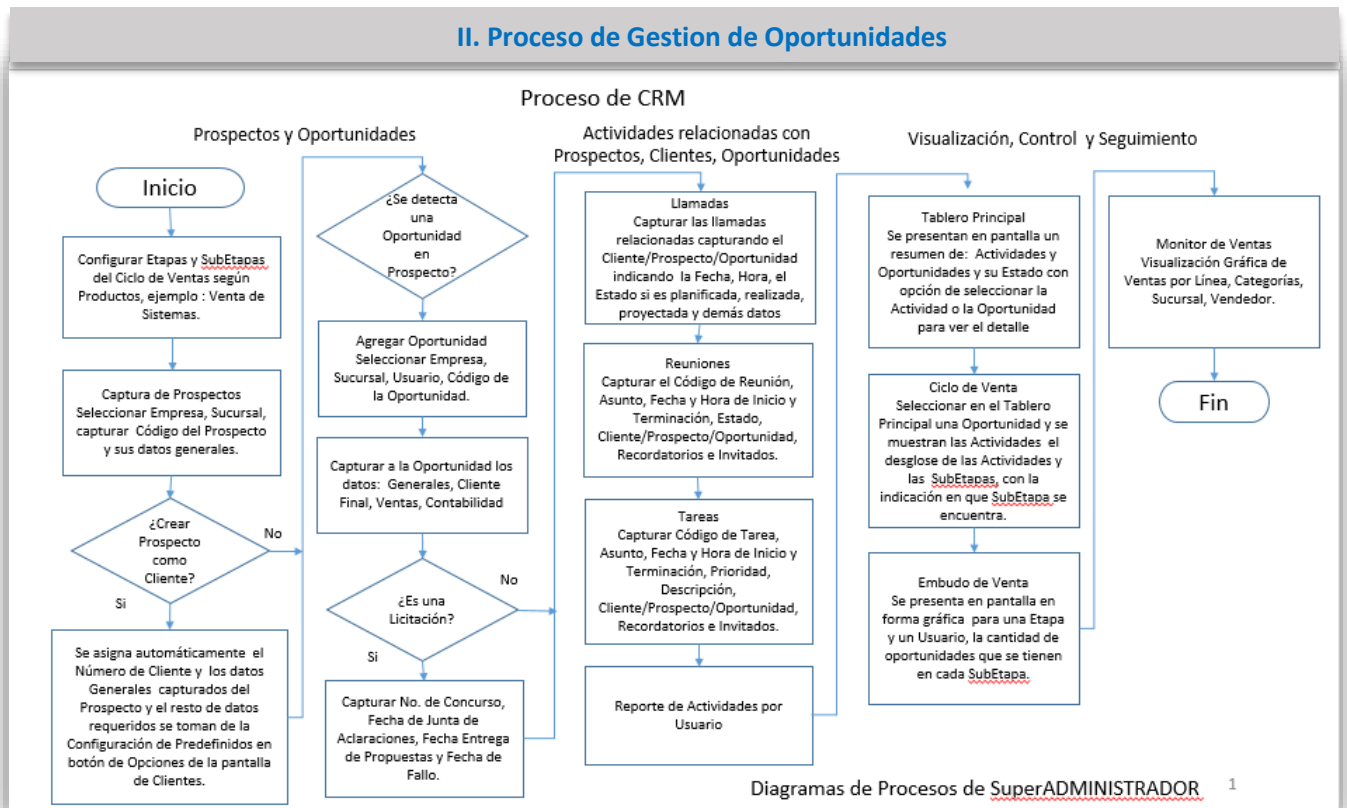 II. Proceso de Gestion de Oportunidades
Proceso de CRM
Prospectos y Oportunidades
Inicio
Configurar Etapas y SubEtapas
del Ciclo de Ventas según
Productos, ejemplo : Venta de
Sistemas.
Captura de Prospectos
Seleccionar Empresa, Sucursal,
capturar Código del Prospecto
y sus datos generales.
¿Crear
Prospecto
como
Cliente?
No
Si
Se asigna automáticamente el
Número de Cliente y los datos
Generales capturados del
Prospecto y el resto de datos
requeridos se toman de la
Configuración de Predefinidos en
botón de Opciones de la pantalla
de Clientes.
¿Se detecta
una
Oportunidad
en
Prospecto?
Agregar Oportunidad
Seleccionar Empresa,
Sucursal, Usuario, Código de
la Oportunidad.
Capturar a la Oportunidad los
datos: Generales, Cliente
Final, Ventas, Contabilidad
¿Es una
Licitación?
No
Si
Capturar No. de Concurso,
Fecha de Junta de
Aclaraciones, Fecha Entrega
de Propuestas y Fecha de
Fallo.
Actividades relacionadas con
Prospectos, Clientes, Oportunidades
Llamadas
Capturar las llamadas
relacionadas capturando el
Cliente/Prospecto/Oportunidad
indicando la Fecha, Hora, el
Estado si es planificada, realizada,
proyectada y demás datos
Reuniones
Capturar el Código de Reunión,
Asunto, Fecha y Hora de Inicio y
Terminación, Estado,
Cliente/Prospecto/Oportunidad,
Recordatorios e Invitados.
Tareas
Capturar Código de Tarea,
Asunto, Fecha y Hora de Inicio y
Terminación, Prioridad,
Descripción,
Cliente/Prospecto/Oportunidad,
Recordatorios e Invitados.
Reporte de Actividades por
Usuario
Visualización, Control y Seguimiento
Tablero Principal
Se presentan en pantalla un
resumen de: Actividades y
Oportunidades y su Estado con
opción de seleccionar la
Actividad o la Oportunidad
para ver el detalle
Ciclo de Venta
Seleccionar en el Tablero
Principal una Oportunidad y se
muestran las Actividades el
desglose de las Actividades y
las SubEtapas, con la
indicación en que SubEtapa se
encuentra.
Embudo de Venta
Se presenta en pantalla en
forma gráfica para una Etapa
y un Usuario, la cantidad de
oportunidades que se tienen
en cada SubEtapa.
Monitor de Ventas
Visualización Gráfica de
Ventas por Línea, Categorías,
Sucursal, Vendedor.
Fin
Diagramas de Procesos de SuperADMINISTRADOR 1